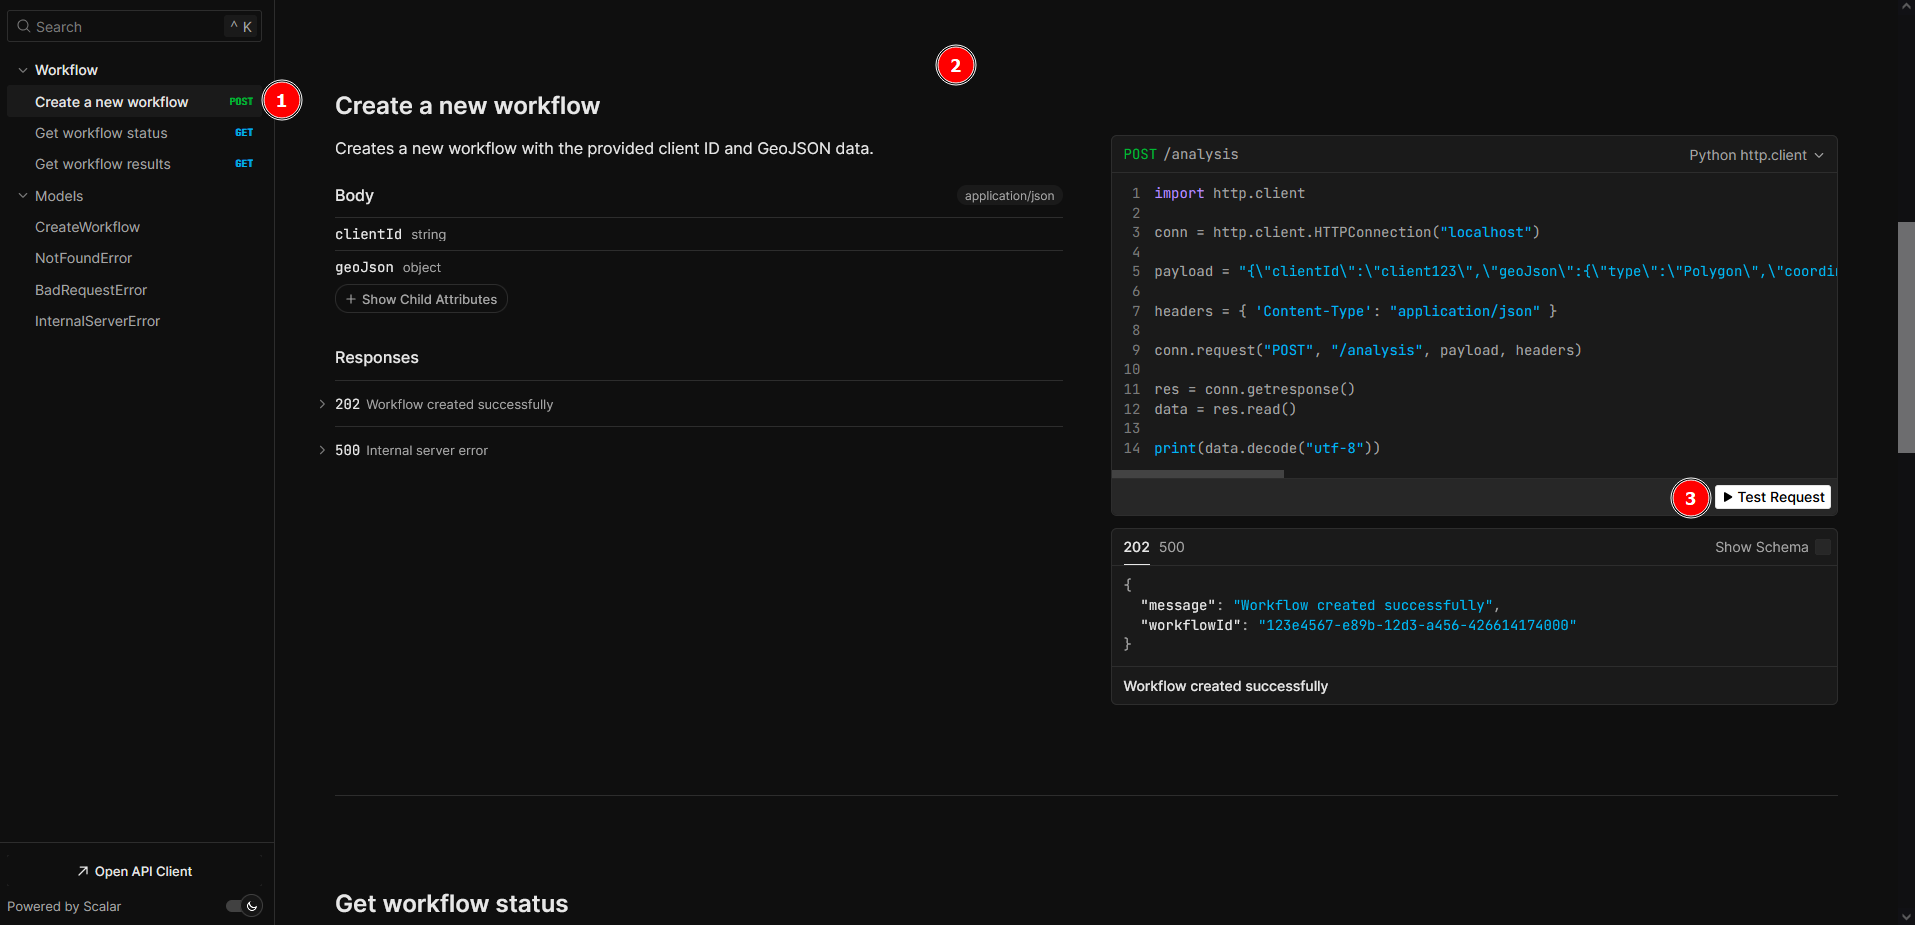 Search
^ K
Workflow
Create a new workflow POST
Get workflow status GET
Get workflow results GET
Models
CreateWorkflow
NotFoundError
BadRequestError
InternalServerError
Open API Client
Powered by Scalar
1
2
Create a new workflow
Creates a new workflow with the provided client ID and GeoJSON data.
Body application/json
clientId string
geoJson object
+ Show Child Attributes
Responses
202 Workflow created successfully
500 Internal server error
POST /analysis Python http.client
1 import http.client
2
3 conn = http.client.HTTPConnection("localhost")
4
5 payload = "{\"clientId\":\"client123\",\"geoJson\":{\"type\":\"Polygon\",\"coordi
6
7 headers = { 'Content-Type': "application/json" }
8
9 conn.request("POST", "/analysis", payload, headers)
10
11 res = conn.getresponse()
12 data = res.read()
13
14 print(data.decode("utf-8"))
3
Test Request
202 500 Show Schema
{
"message": "Workflow created successfully",
"workflowId": "123e4567-e89b-12d3-a456-426614174000"
}
Workflow created successfully
Get workflow status